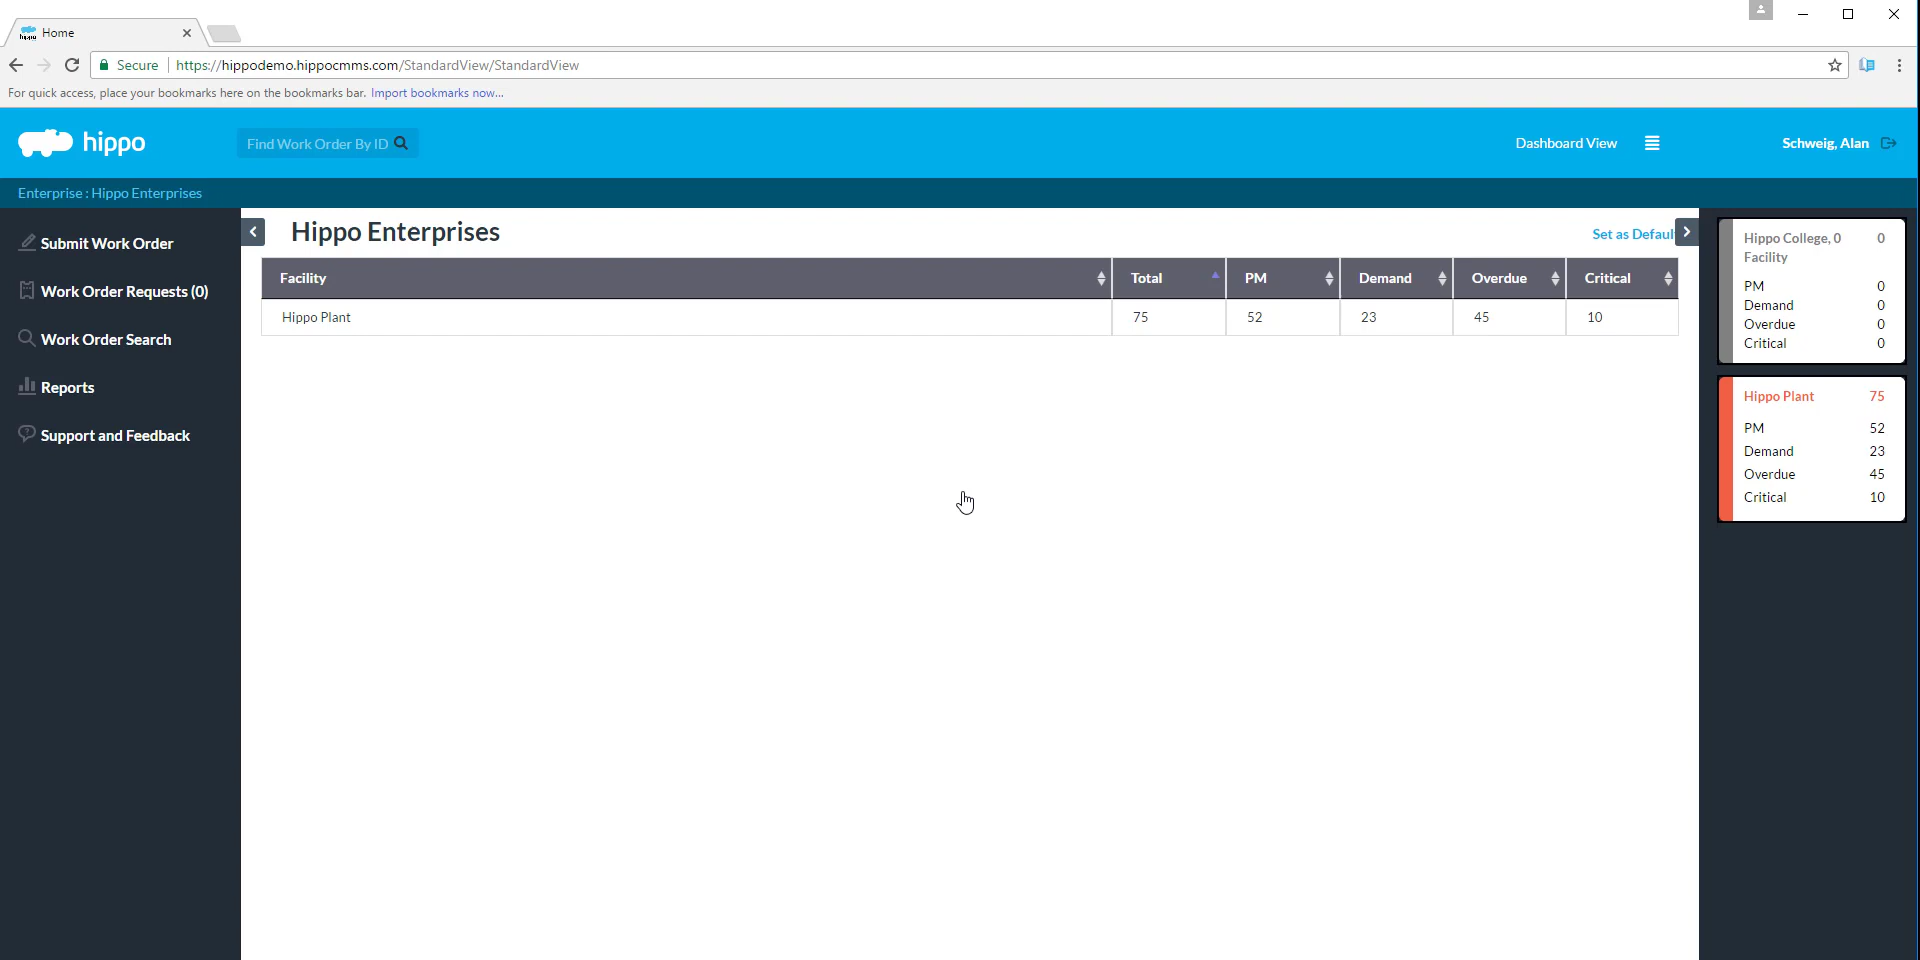 Home
Secure https://hippodemo.hippocmms.com/StandardView/StandardView
For quick access, place your bookmarks here on the bookmarks bar. Import bookmarks now...
hippo
Find Work Order By ID
Dashboard View
Schweig, Alan
Enterprise : Hippo Enterprises
Submit Work Order
Work Order Requests (0)
Work Order Search
Reports
Support and Feedback
Hippo Enterprises
Set as Defaul
Facility Total PM Demand Overdue Critical
Hippo Plant 75 52 23 45 10
Hippo College, 0 0
Facility
PM 0
Demand 0
Overdue 0
Critical 0
Hippo Plant 75
PM 52
Demand 23
Overdue 45
Critical 10